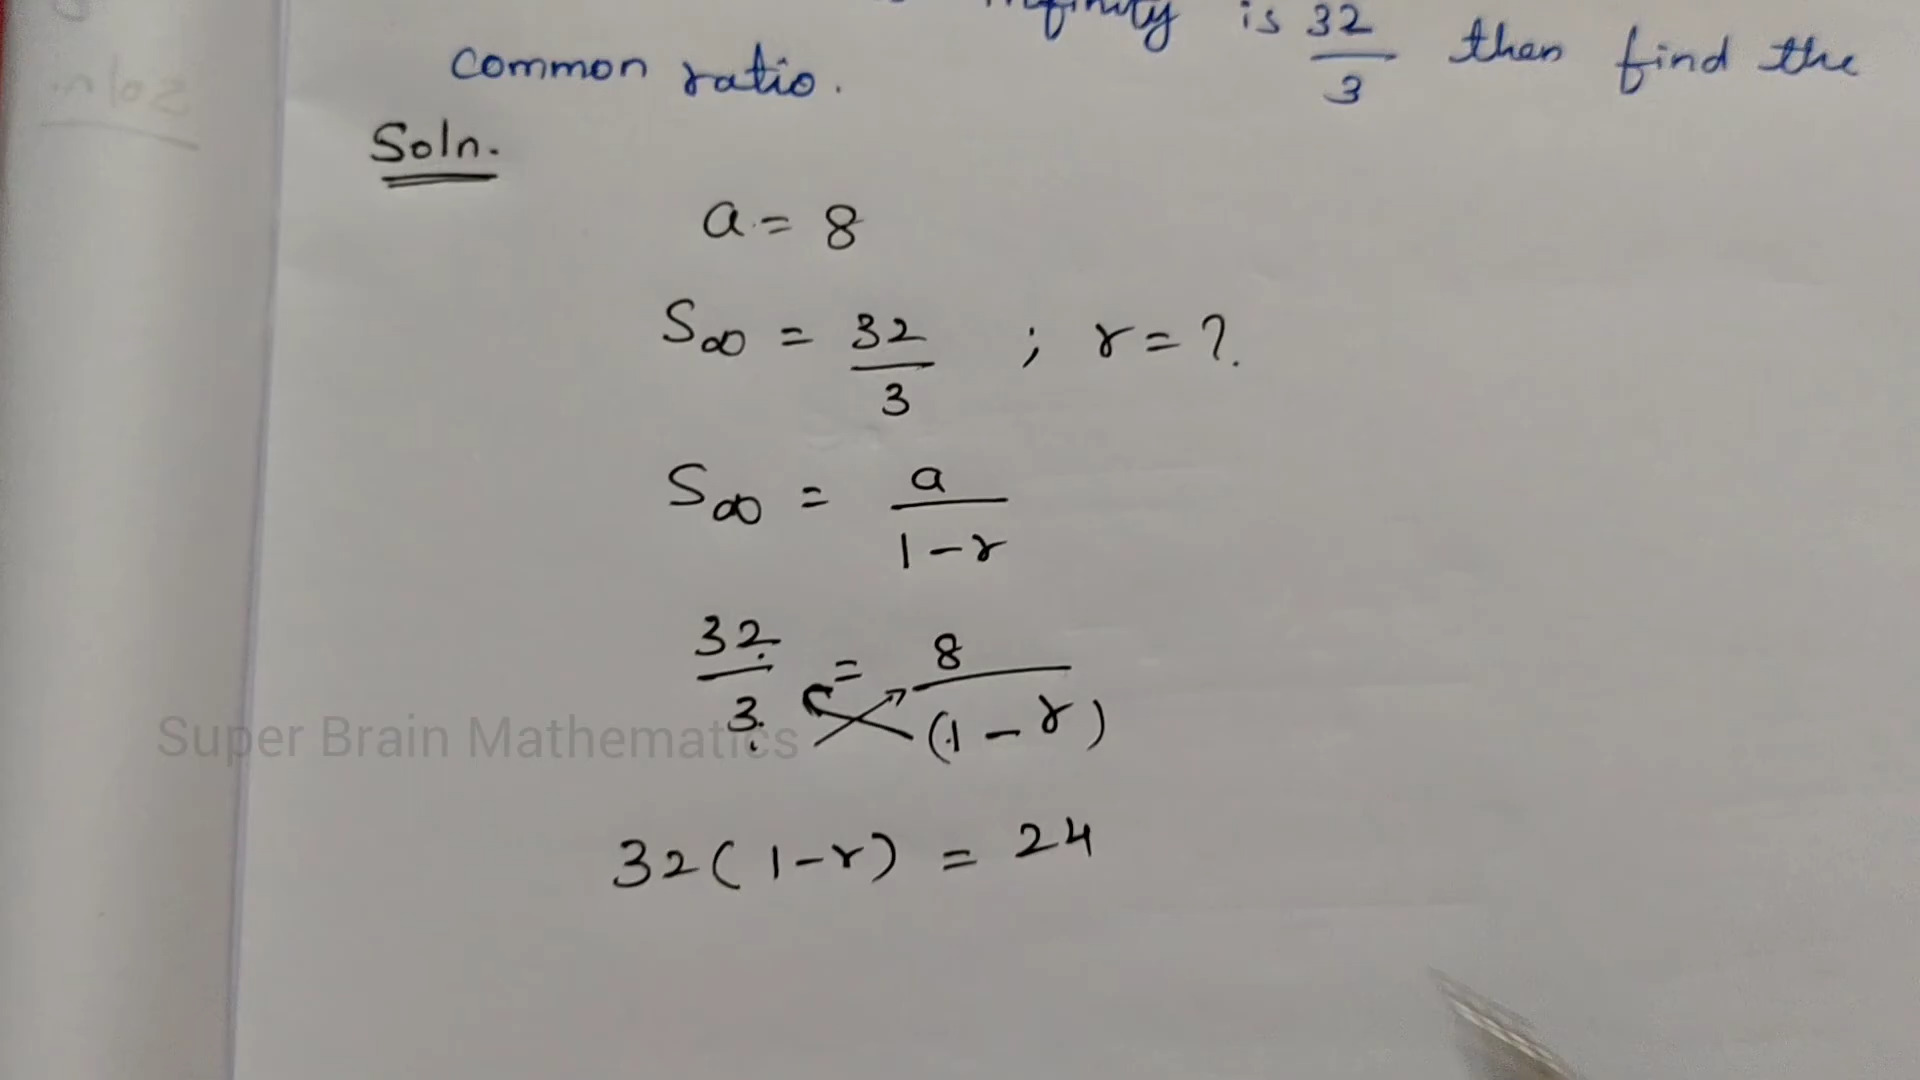 infinity is 32/3 then find the
common ratio.
Soln.
a = 8
S∞ = 32/3 ; r = ?
S∞ = a/(1-r)
32/3 = 8/(1-r)
Super Brain Mathematics
32(1-r) = 24